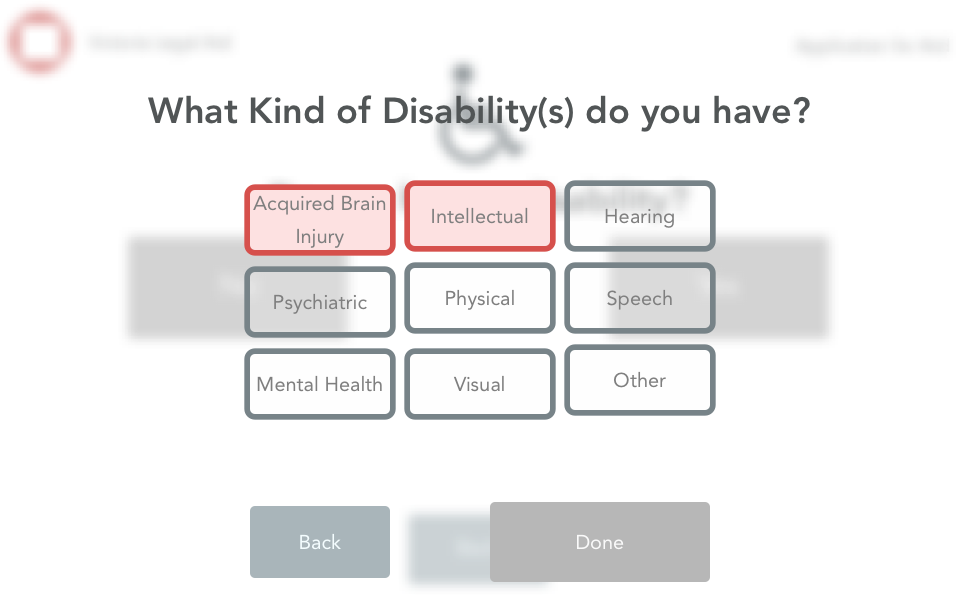 What Kind of Disability(s) do you have?
Acquired Brain
Injury
Intellectual
Hearing
Psychiatric
Physical
Speech
Mental Health
Visual
Other
Back
Done